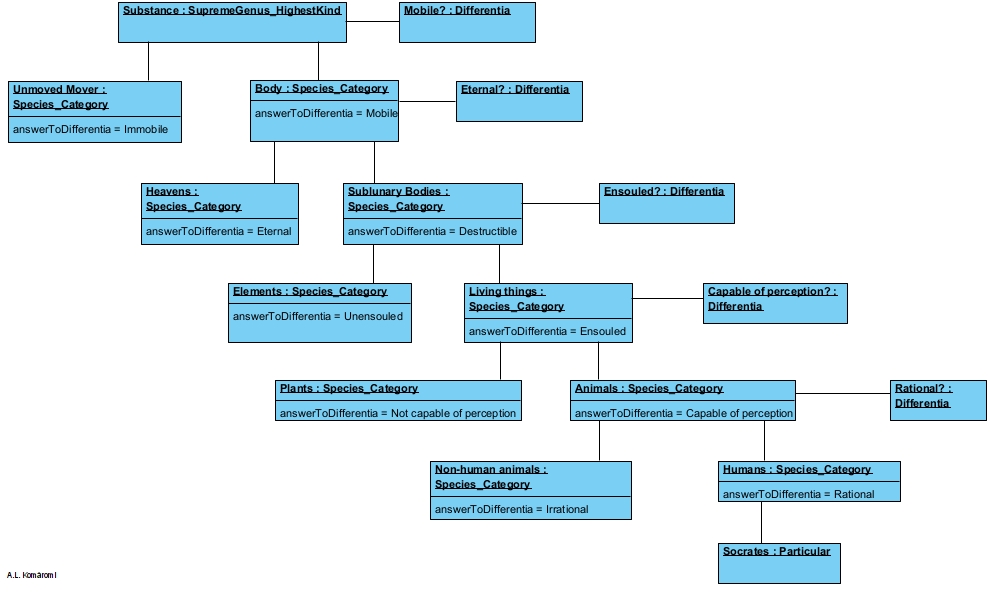 Substance : SupremeGenus_HighestKind
Mobile? : Differentia
Unmoved Mover :
Species_Category
answerToDifferentia = Immobile
Body : Species_Category
answerToDifferentia = Mobile
Eternal? : Differentia
Heavens :
Species_Category
answerToDifferentia = Eternal
Sublunary Bodies :
Species_Category
answerToDifferentia = Destructible
Ensouled? : Differentia
Elements : Species_Category
answerToDifferentia = Unensouled
Living things :
Species_Category
answerToDifferentia = Ensouled
Capable of perception? :
Differentia
Plants : Species_Category
answerToDifferentia = Not capable of perception
Animals : Species_Category
answerToDifferentia = Capable of perception
Rational? :
Differentia
Non-human animals :
Species_Category
answerToDifferentia = Irrational
Humans : Species_Category
answerToDifferentia = Rational
Socrates : Particular
A.L. Komáromi